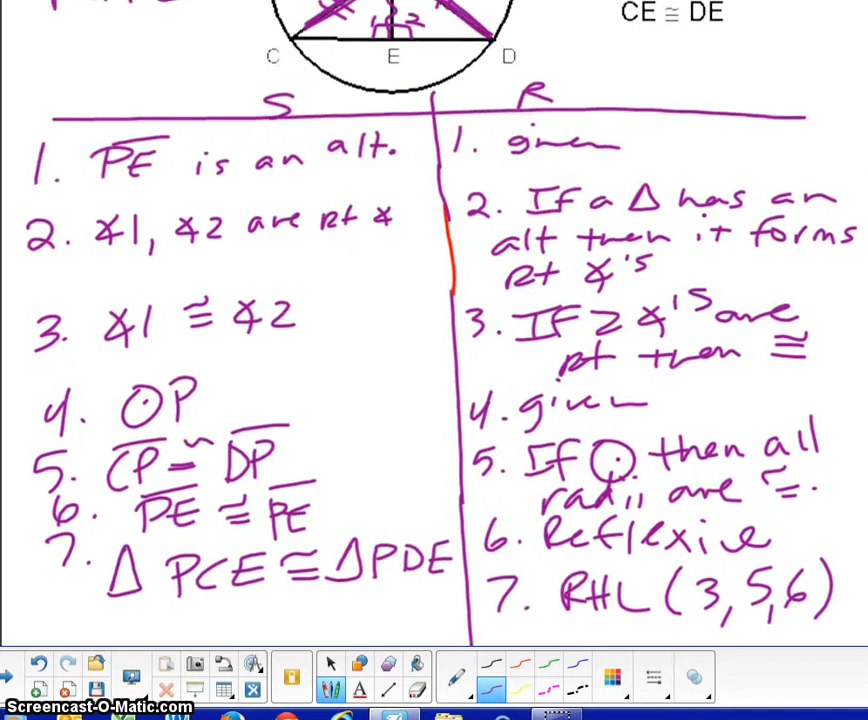 1 2
CE ≅ DE
C E D
S R
1. PE is an alt.
1. given
2. ∡1, ∡2 are Rt ∡
2. If a Δ has an
alt then it forms
Rt ∡'s
3. ∡1 ≅ ∡2
3. If 2 ∡'s are
Rt then ≅
4. ⊙P
4. given
5. CP ≅ DP
5. If ⊙ then all
radii are ≅.
6. PE ≅ PE
6. Reflexive
7. Δ PCE ≅ ΔPDE
7. RHL (3, 5, 6)
Screencast-O-Matic.com